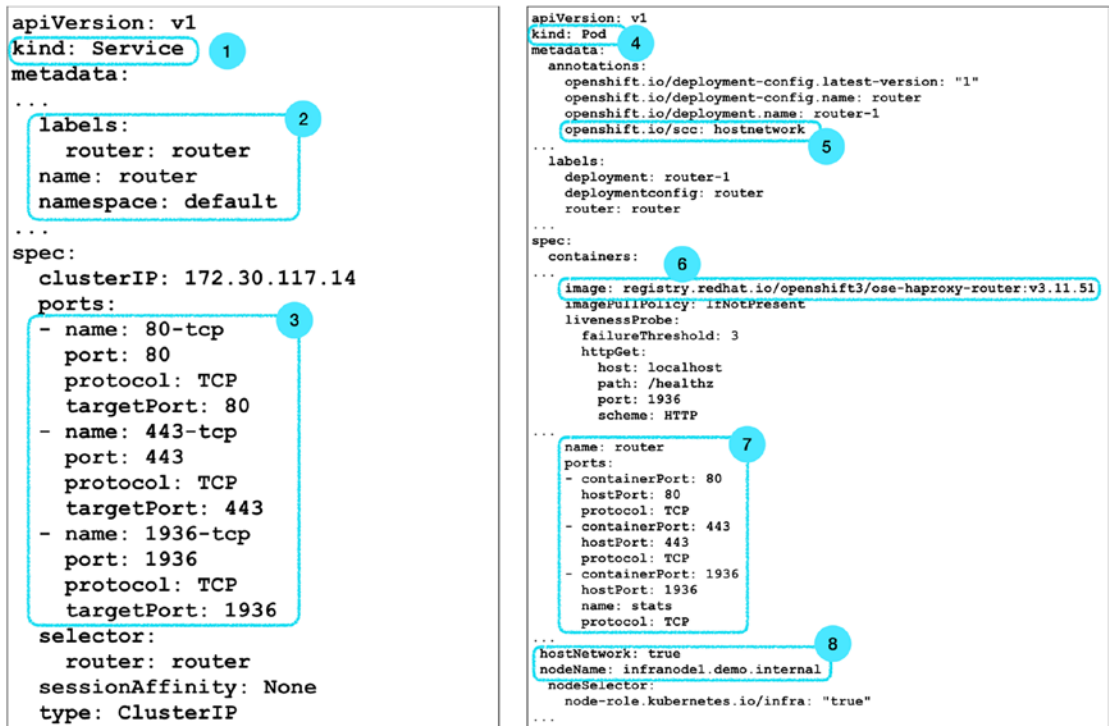 apiVersion: v1
kind: Service
1
metadata:
...
labels:
2
router: router
name: router
namespace: default
...
spec:
clusterIP: 172.30.117.14
ports:
3
- name: 80-tcp
port: 80
protocol: TCP
targetPort: 80
- name: 443-tcp
port: 443
protocol: TCP
targetPort: 443
- name: 1936-tcp
port: 1936
protocol: TCP
targetPort: 1936
selector:
router: router
sessionAffinity: None
type: ClusterIP
apiVersion: v1
kind: Pod
4
metadata:
annotations:
openshift.io/deployment-config.latest-version: "1"
openshift.io/deployment-config.name: router
openshift.io/deployment.name: router-1
openshift.io/scc: hostnetwork
5
...
labels:
deployment: router-1
deploymentconfig: router
router: router
...
spec:
containers:
6
...
image: registry.redhat.io/openshift3/ose-haproxy-router:v3.11.51
imagePullPolicy: IfNotPresent
livenessProbe:
failureThreshold: 3
httpGet:
host: localhost
path: /healthz
port: 1936
scheme: HTTP
...
name: router
7
ports:
- containerPort: 80
hostPort: 80
protocol: TCP
- containerPort: 443
hostPort: 443
protocol: TCP
- containerPort: 1936
hostPort: 1936
name: stats
protocol: TCP
...
8
hostNetwork: true
nodeName: infranode1.demo.internal
nodeSelector:
node-role.kubernetes.io/infra: "true"
...